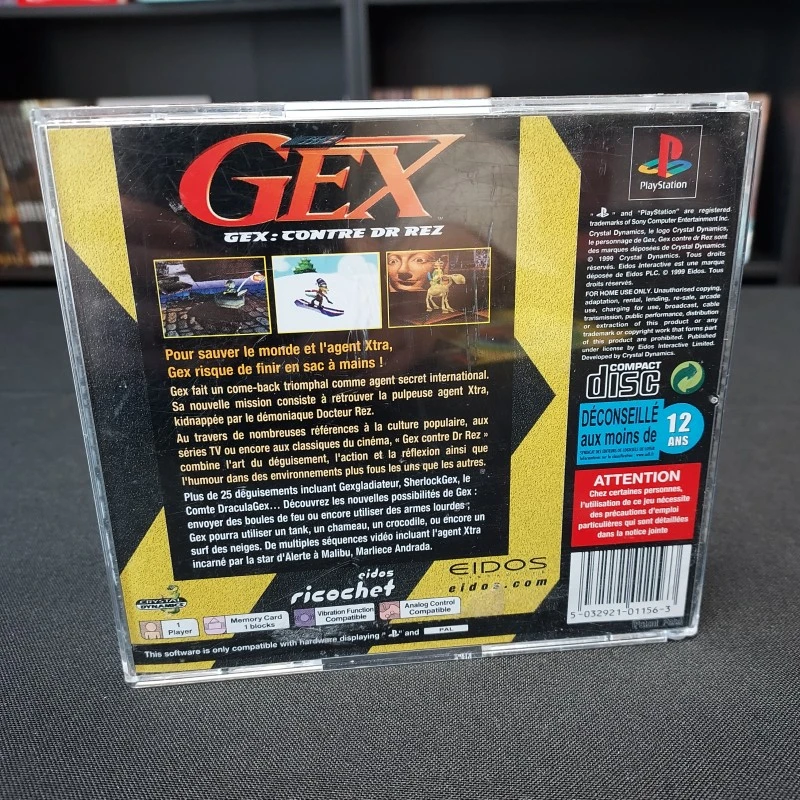 GEX
GEX: CONTRE DR REZ
Pour sauver le monde et l'agent Xtra,
Gex risque de finir en sac à mains !
Gex fait un come-back triomphal comme agent secret international.
Sa nouvelle mission consiste à retrouver la pulpeuse agent Xtra,
kidnappée par le démoniaque Docteur Rez.
Au travers de nombreuses références à la culture populaire, aux
séries TV ou encore aux classiques du cinéma, « Gex contre Dr Rez »
combine l'art du déguisement, l'action et la réflexion ainsi que
l'humour dans des environnements plus fous les uns que les autres.
Plus de 25 déguisements incluant Gexgladiateur, SherlockGex, le
Comte DraculaGex... Découvrez les nouvelles possibilités de Gex :
envoyer des boules de feu ou encore utiliser des armes lourdes ;
Gex pourra utiliser un tank, un chameau, un crocodile, ou encore un
surf des neiges. De multiples séquences vidéo incluant l'agent Xtra
incarné par la star d'Alerte à Malibu, Marliece Andrada.
CRYSTAL
DYNAMICS
eidos
ricochet
EIDOS
eidos.com
1
Player
Memory Card
1 blocks
Vibration Function
Compatible
Analog Control
Compatible
This software is only compatible with hardware displaying " " and PAL
PlayStation
" " and "PlayStation" are registered
trademarks of Sony Computer Entertainment Inc.
Crystal Dynamics, le logo Crystal Dynamics,
le personnage de Gex, Gex contre Dr Rez sont
des marques déposées de Crystal Dynamics.
© 1999 Crystal Dynamics. Tous droits
réservés. Eidos Interactive est une marque
déposée de Eidos PLC. © 1999 Eidos. Tous
droits réservés.
FOR HOME USE ONLY. Unauthorised copying,
adaptation, rental, lending, re-sale, arcade
use, charging for use, broadcast, cable
transmission, public performance, distribution
or extraction of this product or any
trademark or copyright work that forms part
of this product are prohibited. Published
under license by Eidos Interactive Limited.
Developed by Crystal Dynamics.
COMPACT
disc
DÉCONSEILLÉ
aux moins de
12
ANS
ATTENTION
Chez certaines personnes,
l'utilisation de ce jeu nécessite
des précautions d'emploi
particulières qui sont détaillées
dans la notice jointe
5-032921-01156-3